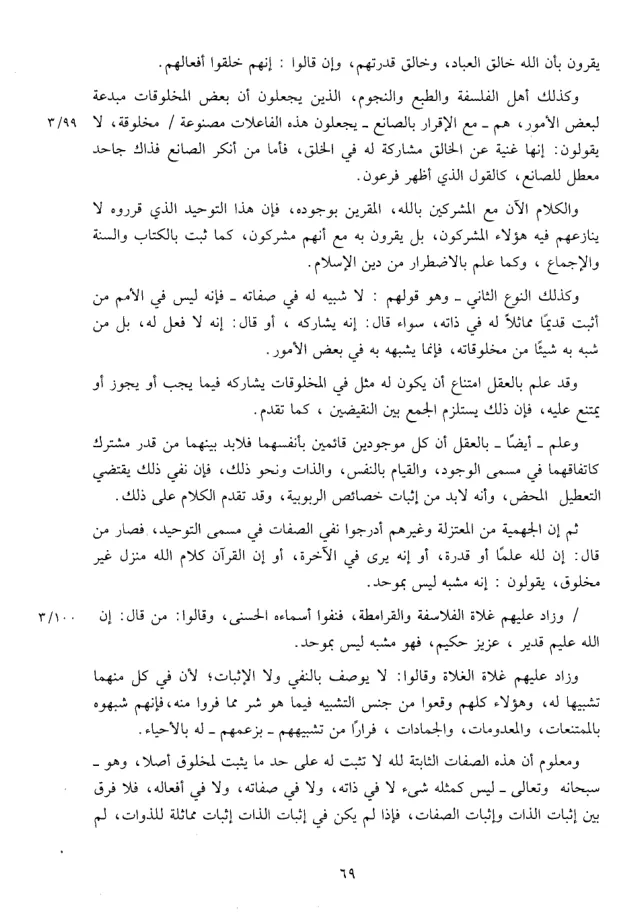 يقرون بأن الله خالق العباد، وخالق قدرتهم، وإن قالوا : إنهم خلقوا أفعالهم.
وكذلك أهل الفلسفة والطبع والنجوم، الذين يجعلون أن بعض المخلوقات مبدعة
لبعض الأمور، هم ـ مع الإقرار بالصانع ـ يجعلون هذه الفاعلات مصنوعة / مخلوقة، لا ٣/٩٩
يقولون: إنها غنية عن الخالق مشاركة له في الخلق، فأما من أنكر الصانع فذاك جاحد
معطل للصانع، كالقول الذي أظهر فرعون.
والكلام الآن مع المشركين بالله، المقرين بوجوده، فإن هذا التوحيد الذي قرروه لا
ينازعهم فيه هؤلاء المشركون، بل يقرون به مع أنهم مشركون، كما ثبت بالكتاب والسنة
والإجماع ، وكما علم بالاضطرار من دين الإسلام.
وكذلك النوع الثاني ـ وهو قولهم : لا شبيه له في صفاته ـ فإنه ليس في الأمم من
أثبت قديمًا مماثلاً له في ذاته، سواء قال: إنه يشاركه ، أو قال: إنه لا فعل له، بل من
شبه به شيئًا من مخلوقاته، فإنما يشبهه به في بعض الأمور.
وقد علم بالعقل امتناع أن يكون له مثل في المخلوقات يشاركه فيما يجب أو يجوز أو
يمتنع عليه، فإن ذلك يستلزم الجمع بين النقيضين ، كما تقدم.
وعلم ـ أيضًا ـ بالعقل أن كل موجودين قائمين بأنفسهما فلابد بينهما من قدر مشترك
كاتفاقهما في مسمى الوجود، والقيام بالنفس، والذات ونحو ذلك، فإن نفي ذلك يقتضي
التعطيل المحض، وأنه لابد من إثبات خصائص الربوبية، وقد تقدم الكلام على ذلك.
ثم إن الجهمية من المعتزلة وغيرهم أدرجوا نفي الصفات في مسمى التوحيد، فصار من
قال: إن لله علمًا أو قدرة، أو إنه يرى في الآخرة، أو إن القرآن كلام الله منزل غير
مخلوق، يقولون : إنه مشبه ليس بموحد.
/ وزاد عليهم غلاة الفلاسفة والقرامطة، فنفوا أسماءه الحسنى، وقالوا: من قال: إن ٣/١٠٠
الله عليم قدير ، عزيز حكيم، فهو مشبه ليس بموحد.
وزاد عليهم غلاة الغلاة وقالوا: لا يوصف بالنفي ولا الإثبات؛ لأن في كل منهما
تشبيها له، وهؤلاء كلهم وقعوا من جنس التشبيه فيما هو شر مما فروا منه،فإنهم شبهوه
بالممتنعات، والمعدومات، والجمادات ، فرارًا من تشبيههم ـ بزعمهم ـ له بالأحياء.
ومعلوم أن هذه الصفات الثابتة لله لا تثبت له على حد ما يثبت لمخلوق أصلا، وهو ـ
سبحانه وتعالى ـ ليس كمثله شىء لا في ذاته، ولا في صفاته، ولا في أفعاله، فلا فرق
بين إثبات الذات وإثبات الصفات، فإذا لم يكن في إثبات الذات إثبات مماثلة للذوات، لم
٦٩